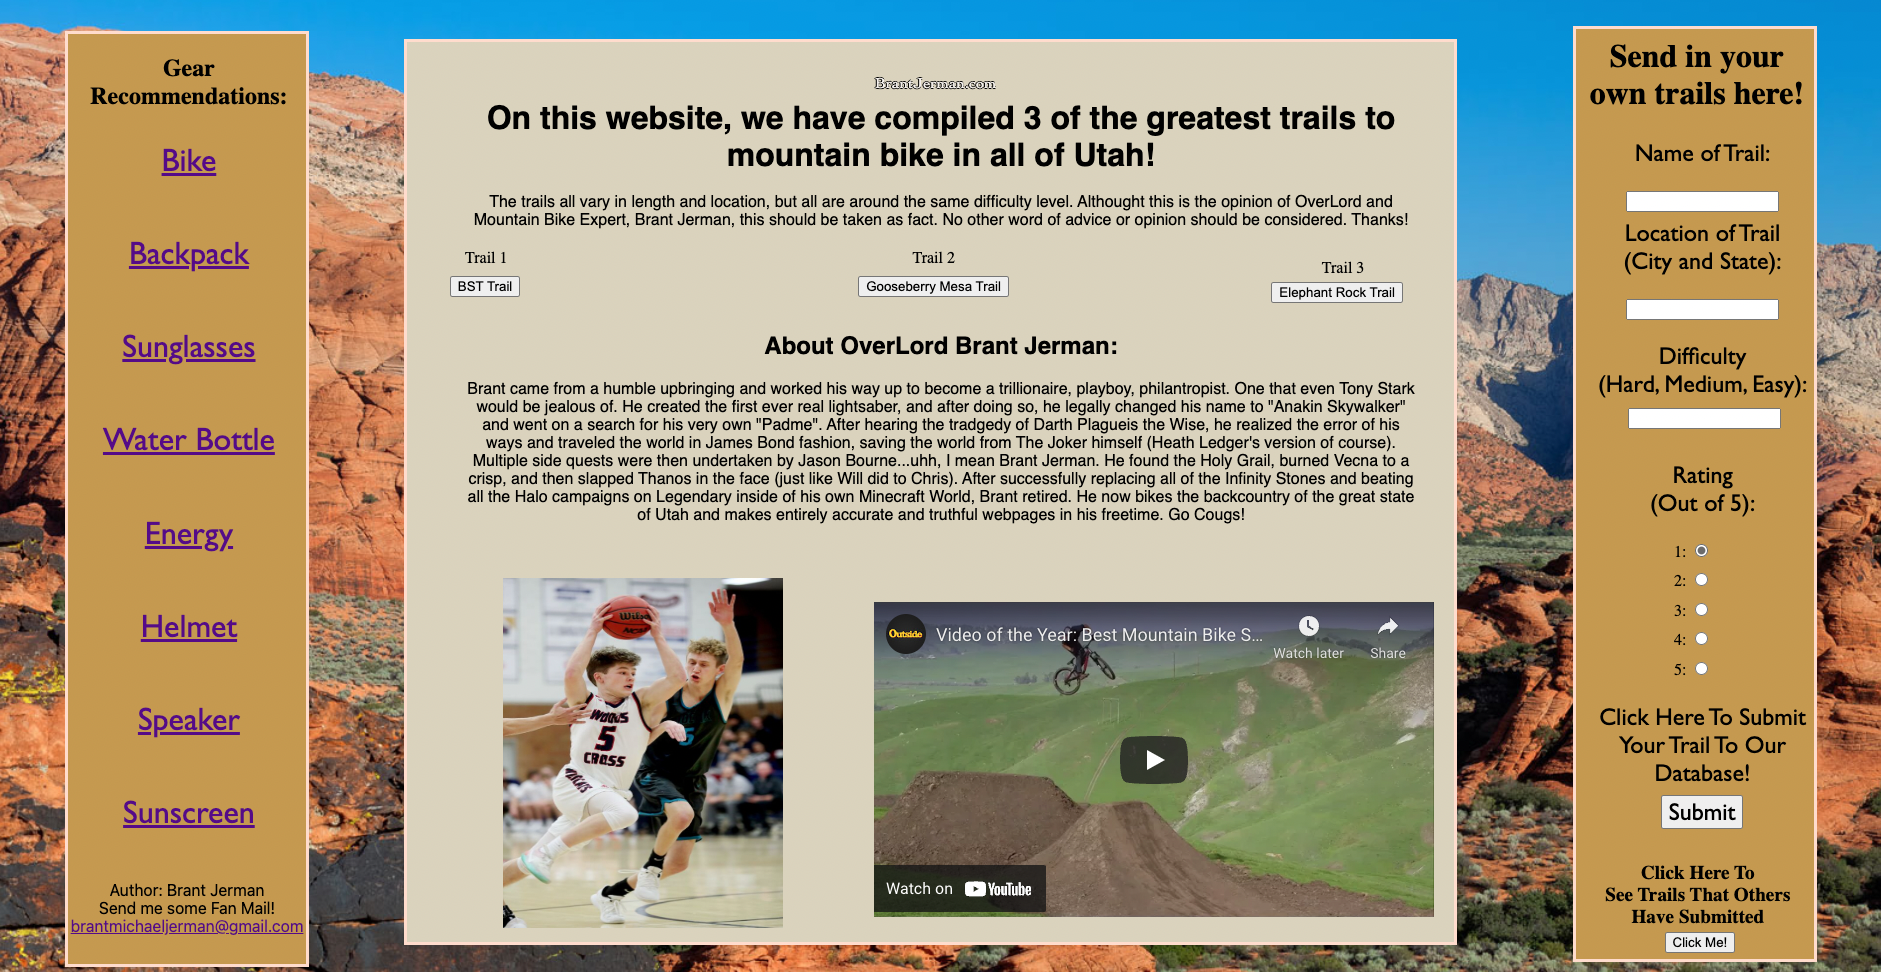 Gear
Recommendations:
Bike
Backpack
Sunglasses
Water Bottle
Energy
Helmet
Speaker
Sunscreen
Author: Brant Jerman
Send me some Fan Mail!
brantmichaeljerman@gmail.com
BrantJerman.com
On this website, we have compiled 3 of the greatest trails to
mountain bike in all of Utah!
The trails all vary in length and location, but all are around the same difficulty level. Althought this is the opinion of OverLord and
Mountain Bike Expert, Brant Jerman, this should be taken as fact. No other word of advice or opinion should be considered. Thanks!
Trail 1
BST Trail
Trail 2
Gooseberry Mesa Trail
Trail 3
Elephant Rock Trail
About OverLord Brant Jerman:
Brant came from a humble upbringing and worked his way up to become a trillionaire, playboy, philantropist. One that even Tony Stark
would be jealous of. He created the first ever real lightsaber, and after doing so, he legally changed his name to "Anakin Skywalker"
and went on a search for his very own "Padme". After hearing the tradgedy of Darth Plagueis the Wise, he realized the error of his
ways and traveled the world in James Bond fashion, saving the world from The Joker himself (Heath Ledger's version of course).
Multiple side quests were then undertaken by Jason Bourne...uhh, I mean Brant Jerman. He found the Holy Grail, burned Vecna to a
crisp, and then slapped Thanos in the face (just like Will did to Chris). After successfully replacing all of the Infinity Stones and beating
all the Halo campaigns on Legendary inside of his own Minecraft World, Brant retired. He now bikes the backcountry of the great state
of Utah and makes entirely accurate and truthful webpages in his freetime. Go Cougs!
Wilson
WOODS
5
CROSS
5
Outside
Video of the Year: Best Mountain Bike S...
Watch later
Share
Watch on YouTube
Send in your
own trails here!
Name of Trail:
Location of Trail
(City and State):
Difficulty
(Hard, Medium, Easy):
Rating
(Out of 5):
1:
2:
3:
4:
5:
Click Here To Submit
Your Trail To Our
Database!
Submit
Click Here To
See Trails That Others
Have Submitted
Click Me!